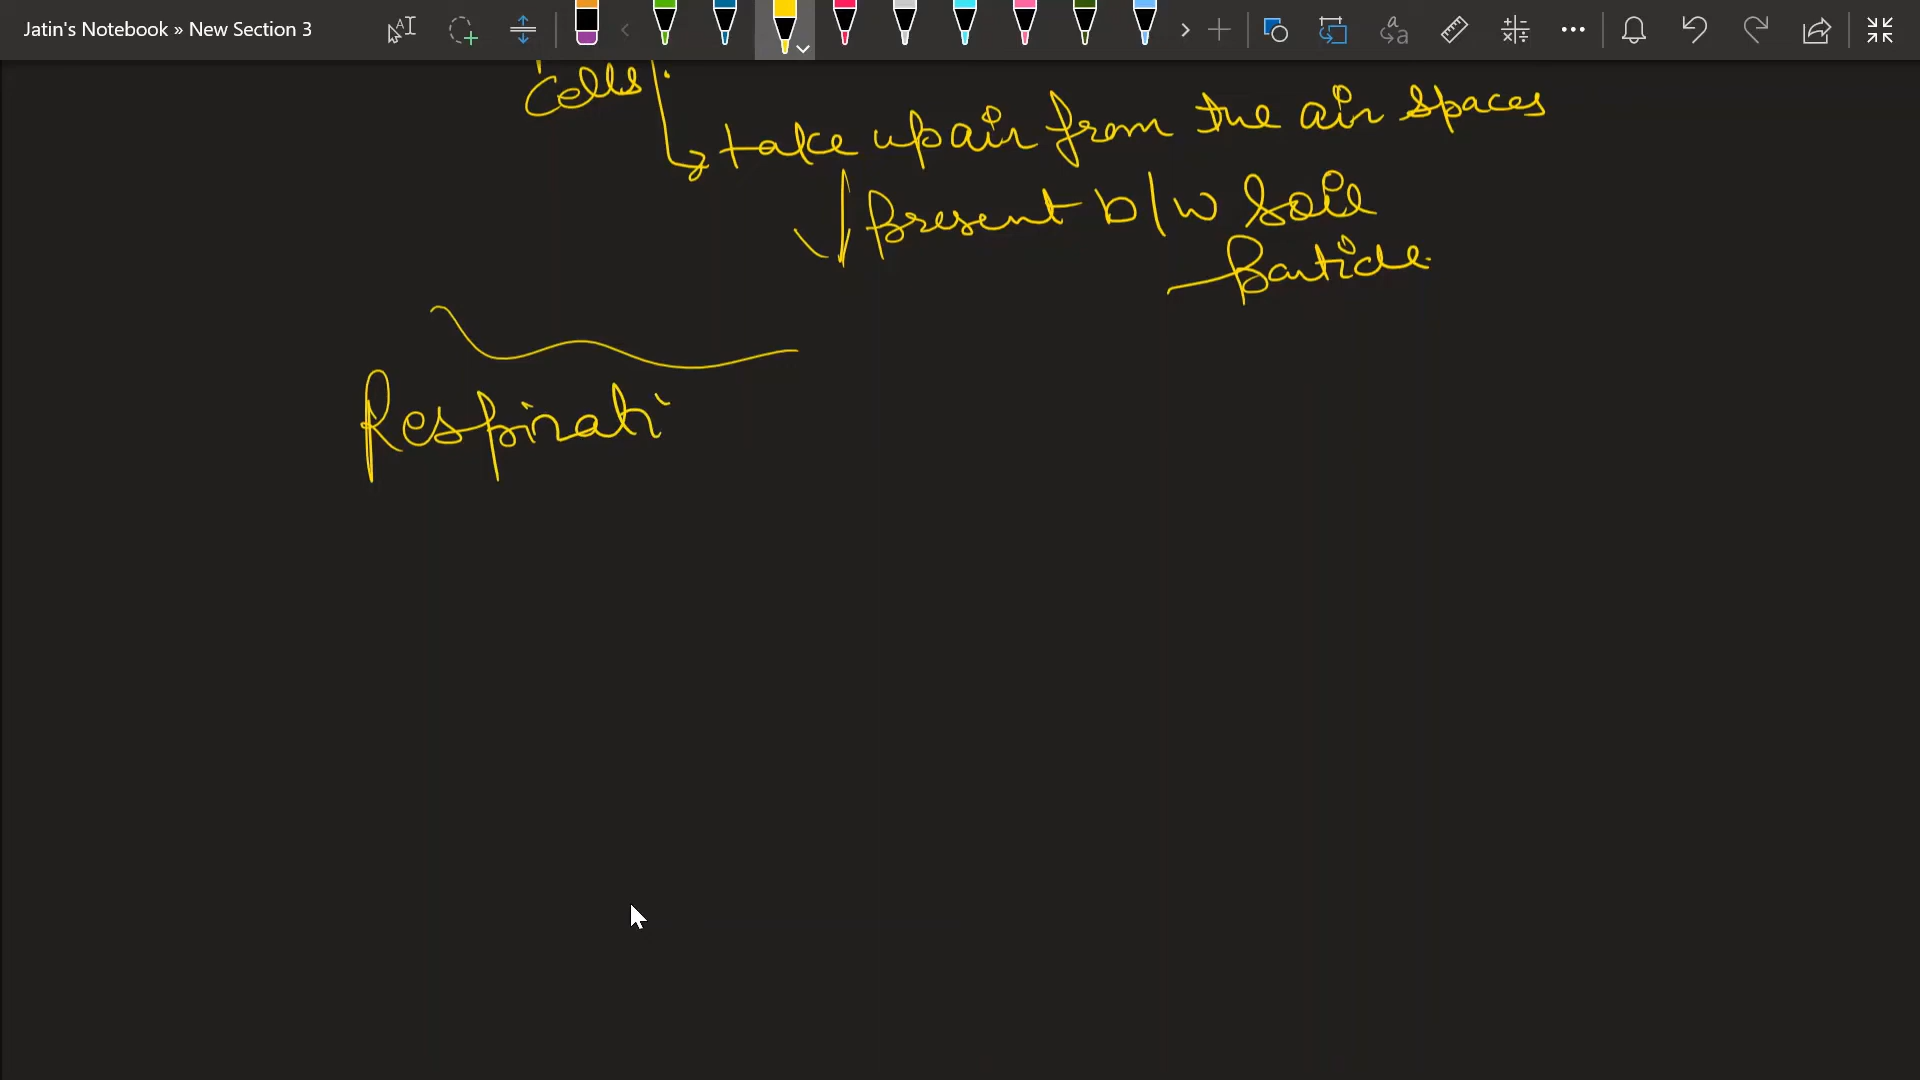 Jatin's Notebook » New Section 3
cells
take up air from the air spaces
present b/w soil
particle
Respirati